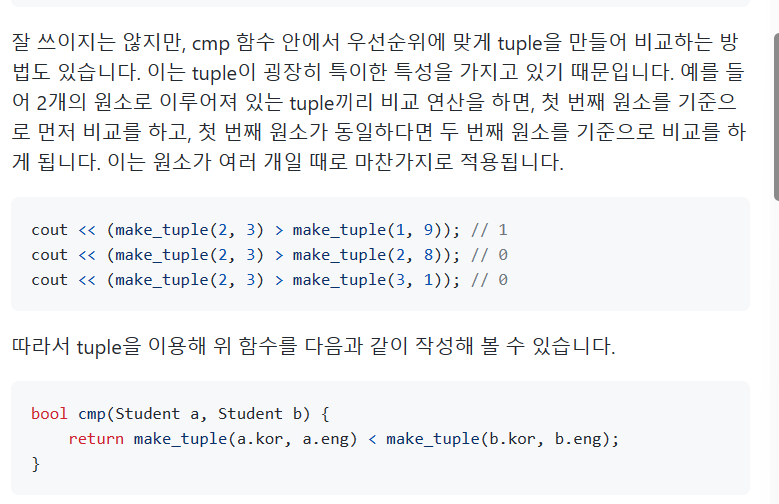 잘 쓰이지는 않지만, cmp 함수 안에서 우선순위에 맞게 tuple을 만들어 비교하는 방
법도 있습니다. 이는 tuple이 굉장히 특이한 특성을 가지고 있기 때문입니다. 예를 들
어 2개의 원소로 이루어져 있는 tuple끼리 비교 연산을 하면, 첫 번째 원소를 기준으
로 먼저 비교를 하고, 첫 번째 원소가 동일하다면 두 번째 원소를 기준으로 비교를 하
게 됩니다. 이는 원소가 여러 개일 때로 마찬가지로 적용됩니다.
cout << (make_tuple(2, 3) > make_tuple(1, 9)); // 1
cout << (make_tuple(2, 3) > make_tuple(2, 8)); // 0
cout << (make_tuple(2, 3) > make_tuple(3, 1)); // 0
따라서 tuple을 이용해 위 함수를 다음과 같이 작성해 볼 수 있습니다.
bool cmp(Student a, Student b) {
    return make_tuple(a.kor, a.eng) < make_tuple(b.kor, b.eng);
}